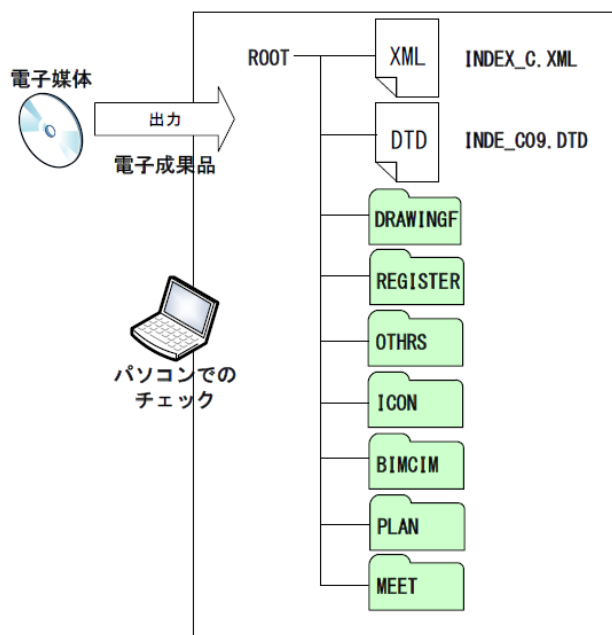 ROOT
XML
INDEX_C.XML
電子媒体
出力
電子成果品
DTD
INDE_C09.DTD
DRAWINGF
REGISTER
OTHRS
パソコンでの
チェック
ICON
BIMCIM
PLAN
MEET